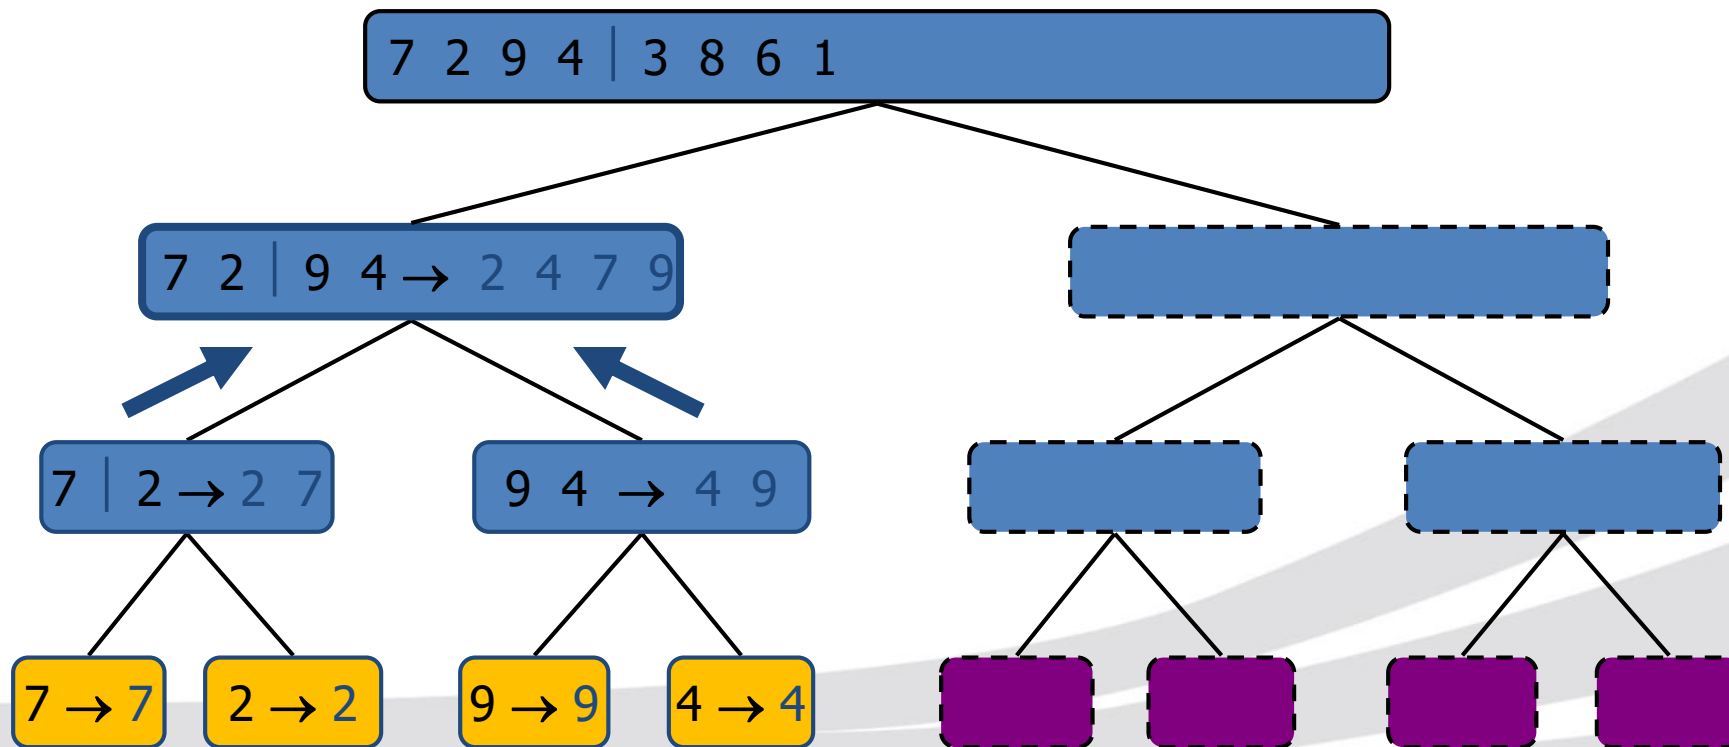 7 2 9 4 | 3 8 6 1
7 2 | 9 4 → 2 4 7 9
7 | 2 → 2 7
9 4 → 4 9
7 → 7
2 → 2
9 → 9
4 → 4